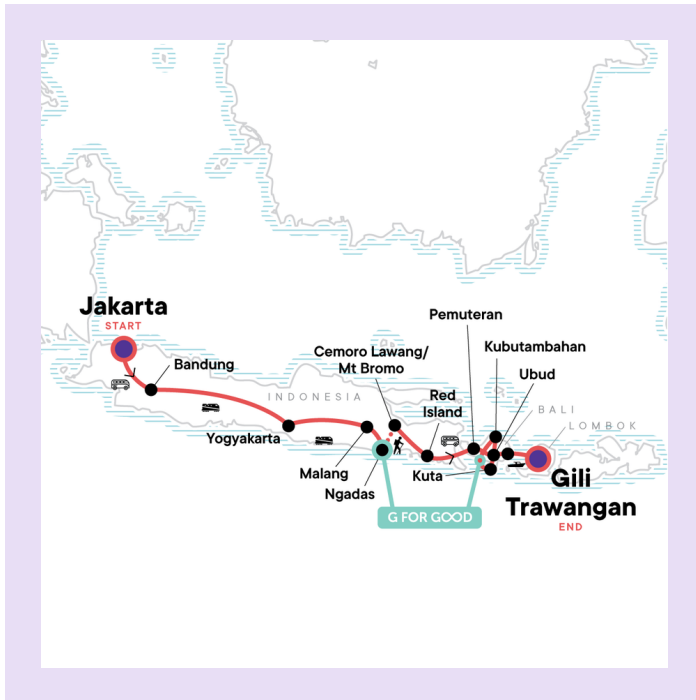 Jakarta
START
Bandung
Yogyakarta
INDONESIA
Cemoro Lawang/
Mt Bromo
Malang
Ngadas
Red
Island
Pemuteran
Kubutambahan
Ubud
BALI
LOMBOK
Kuta
G FOR GOOD
Gili
Trawangan
END